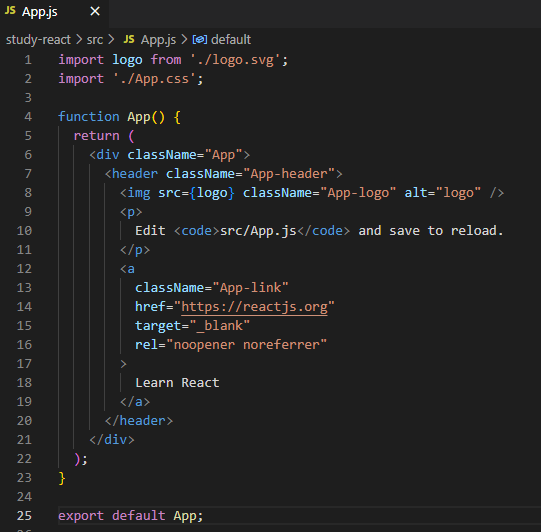 JS App.js ×
study-react > src > JS App.js > default
1 import logo from './logo.svg';
2 import './App.css';
3
4 function App() {
5   return (
6     <div className="App">
7       <header className="App-header">
8         <img src={logo} className="App-logo" alt="logo" />
9         <p>
10           Edit <code>src/App.js</code> and save to reload.
11         </p>
12         <a
13           className="App-link"
14           href="https://reactjs.org"
15           target="_blank"
16           rel="noopener noreferrer"
17         >
18           Learn React
19         </a>
20       </header>
21     </div>
22   );
23 }
24
25 export default App;
26